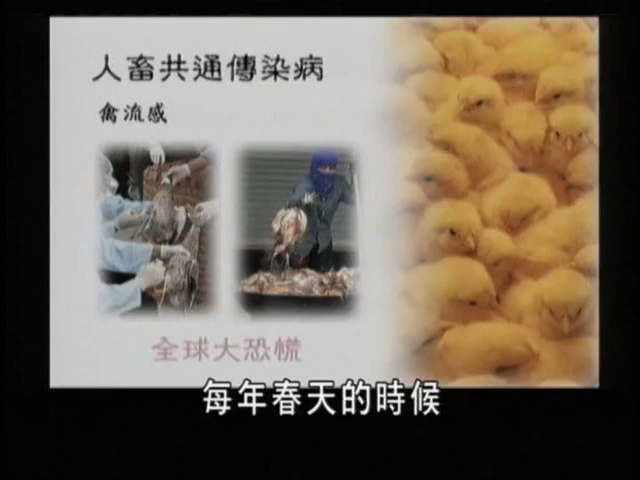 人畜共通傳染病
禽流感
全球大恐慌
每年春天的時候